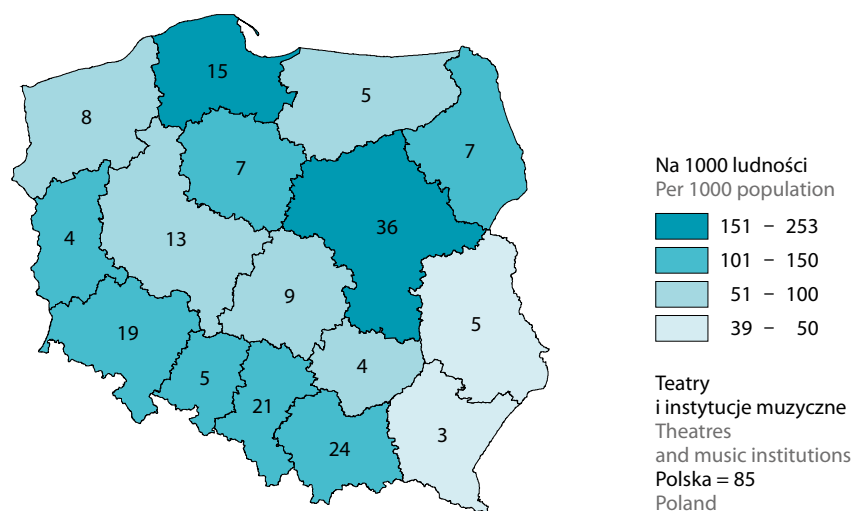 15
5
8
7
7
36
4
13
9
5
19
4
5
21
3
24
Na 1000 ludności
Per 1000 population
151 – 253
101 – 150
51 – 100
39 – 50
Teatry
i instytucje muzyczne
Theatres
and music institutions
Polska = 85
Poland